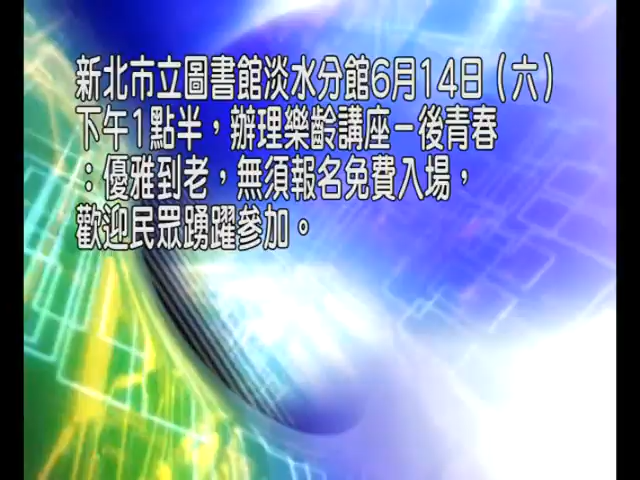 新北市立圖書館淡水分館6月14日（六）
下午1點半，辦理樂齡講座－後青春
：優雅到老，無須報名免費入場，
歡迎民眾踴躍參加。